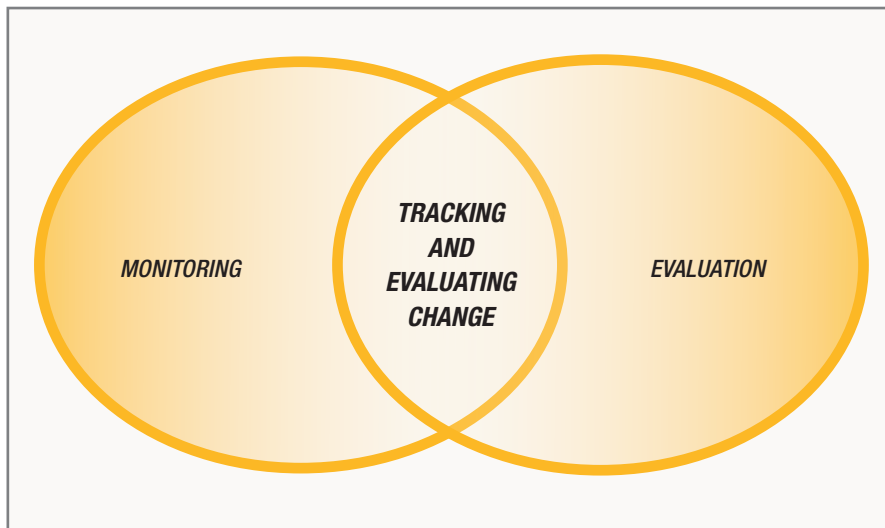 MONITORING
TRACKING
AND
EVALUATING
CHANGE
EVALUATION